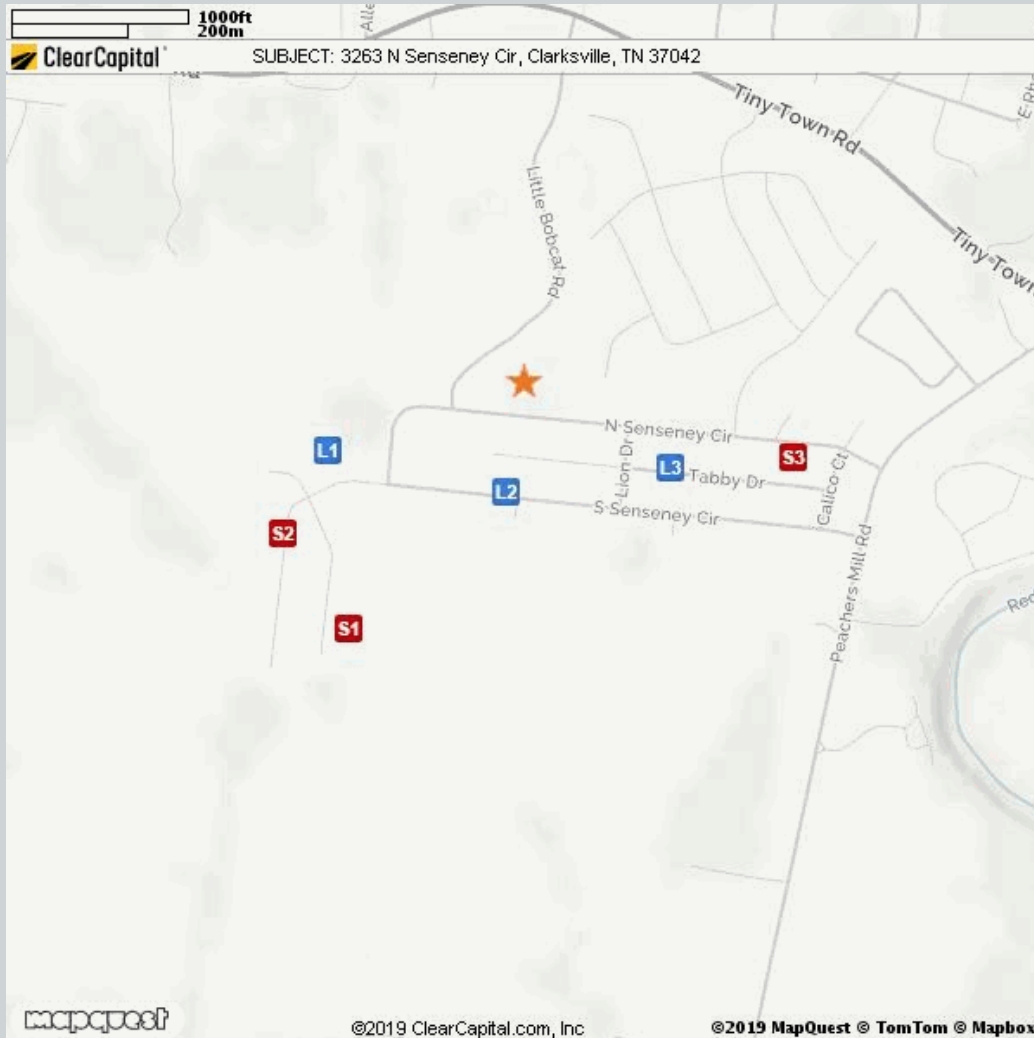 1000ft
200m
Alle
ClearCapital
SUBJECT: 3263 N Senseney Cir, Clarksville, TN 37042
Tiny Town Rd
Little Bobcat Rd
Tiny Town
N Senseney Cir
L1
Lion Dr
L3
Tabby Dr
S3
Calico Ct
L2
S Senseney Cir
S2
Peachers Mill Rd
S1
mapquest
©2019 ClearCapital.com, Inc
©2019 MapQuest © TomTom © Mapbox